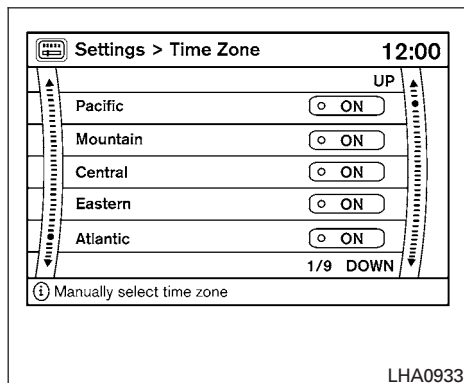 Settings > Time Zone 12:00
UP
Pacific ON
Mountain ON
Central ON
Eastern ON
Atlantic ON
1/9 DOWN
i Manually select time zone
LHA0933